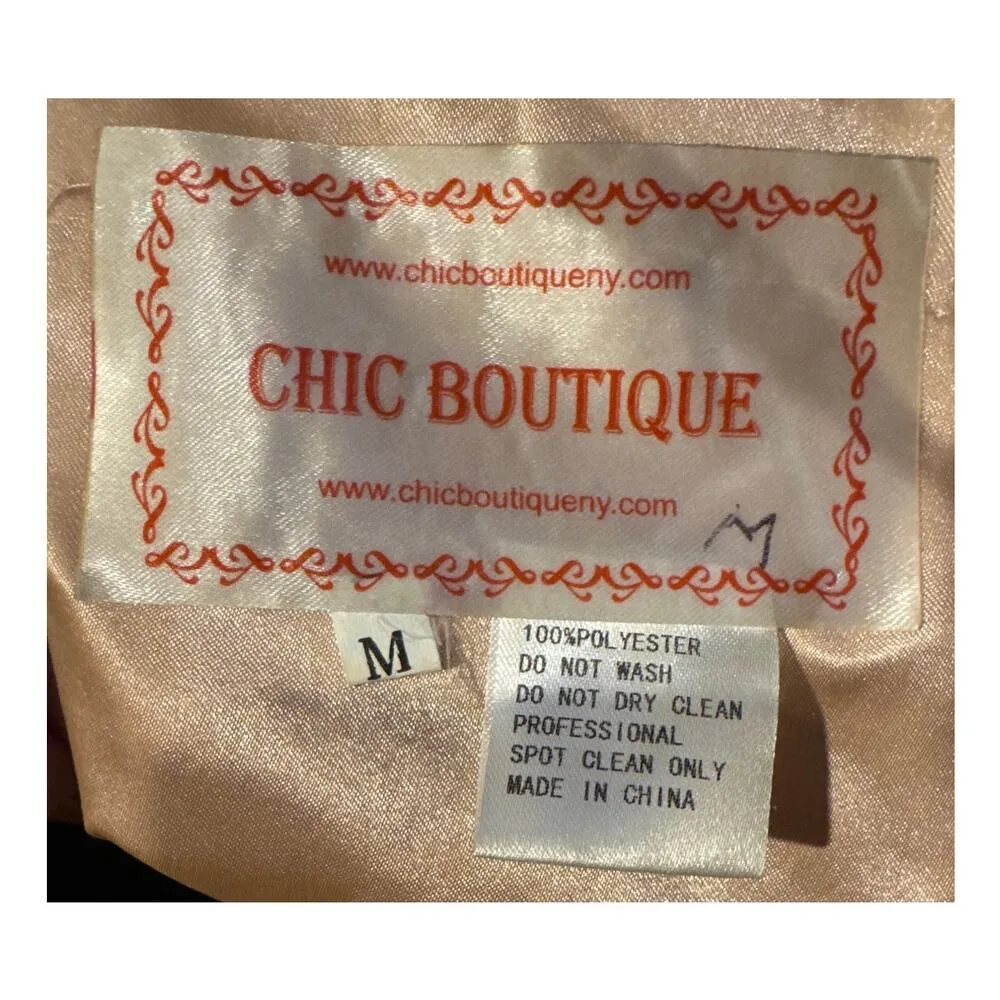 www.chicboutiqueny.com
CHIC BOUTIQUE
www.chicboutiqueny.com
M
M
100%POLYESTER
DO NOT WASH
DO NOT DRY CLEAN
PROFESSIONAL
SPOT CLEAN ONLY
MADE IN CHINA